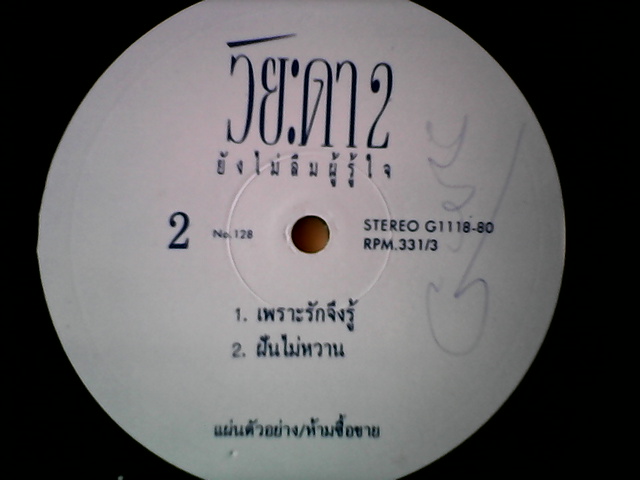 วิยะดา 2
ยังไม่ลืมผู้รู้ใจ
2 No.128 STEREO G1118-80
RPM.331/3
1. เพราะรักจึงรู้
2. ฝันไม่หวาน
แผ่นตัวอย่าง/ห้ามซื้อขาย